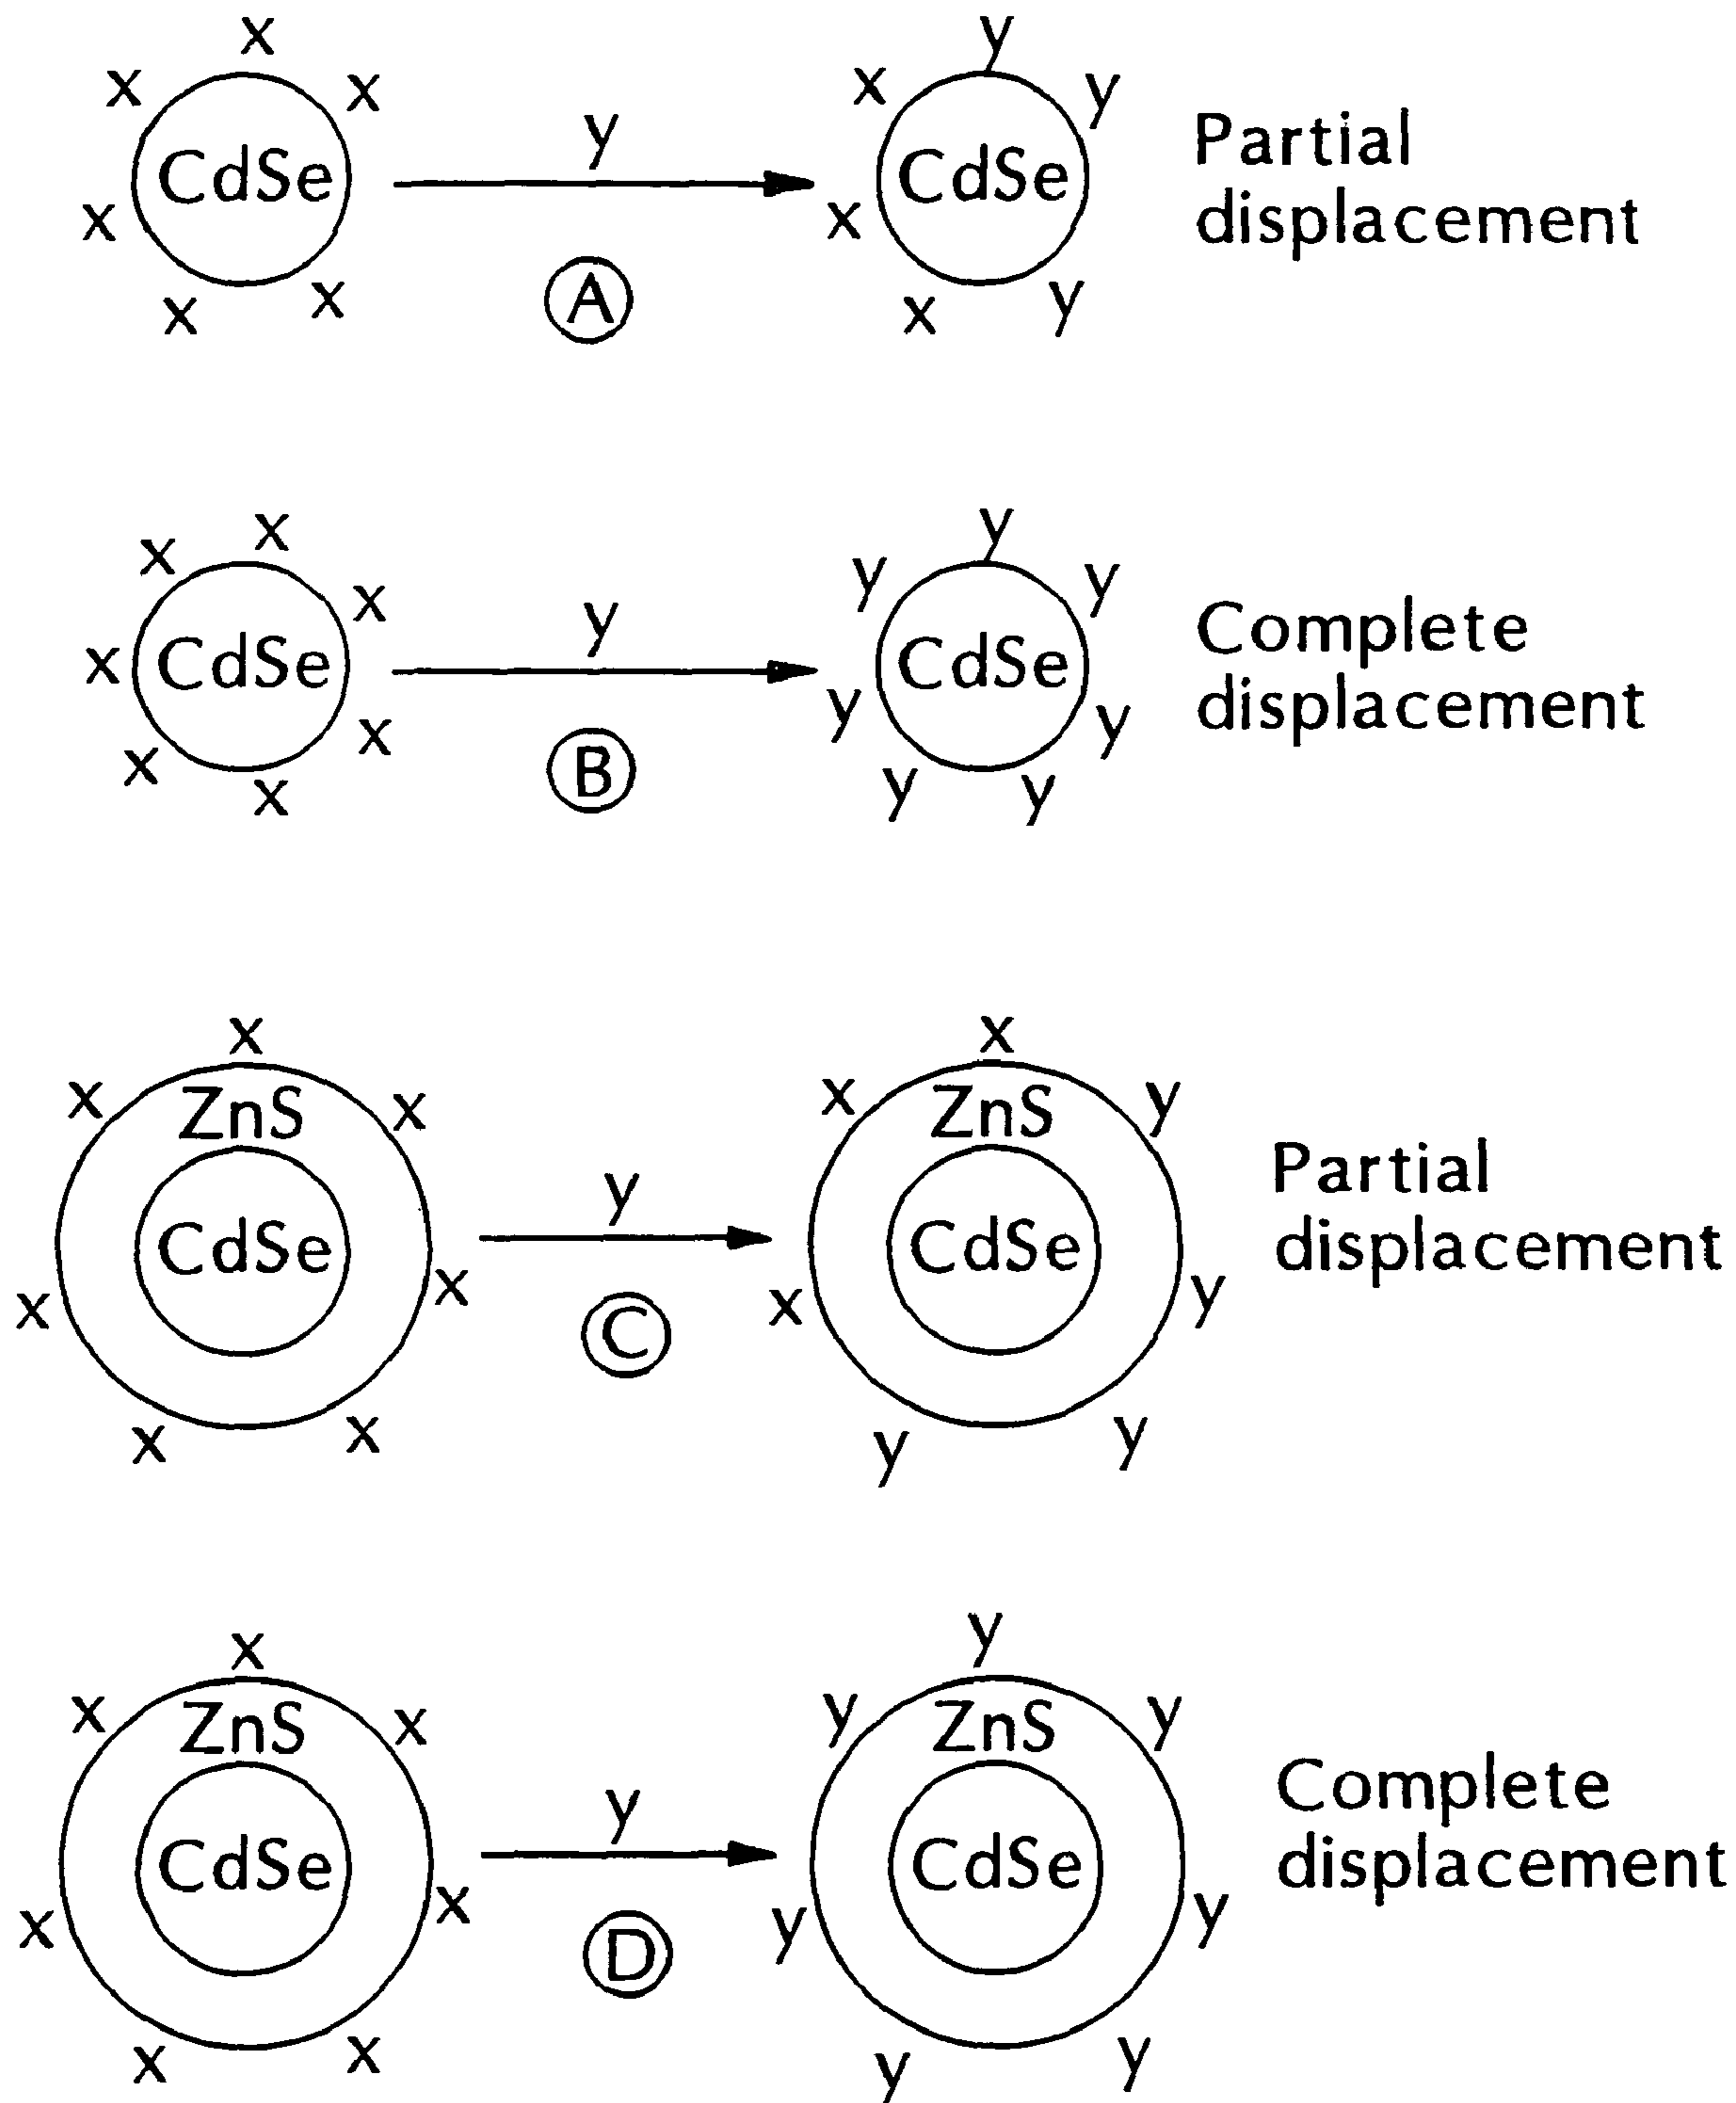 x y
x x x y
y Partial
CdSe CdSe
x x displacement
x x A x y
x y
x x y y
y Complete
x CdSe CdSe
x y y displacement
x x B y y
x x
x ZnS x x ZnS y
y Partial
CdSe CdSe displacement
x x x y
C
x x y y
x y
x ZnS x y ZnS y
y Complete
CdSe CdSe displacement
x x y y
D
x x y y